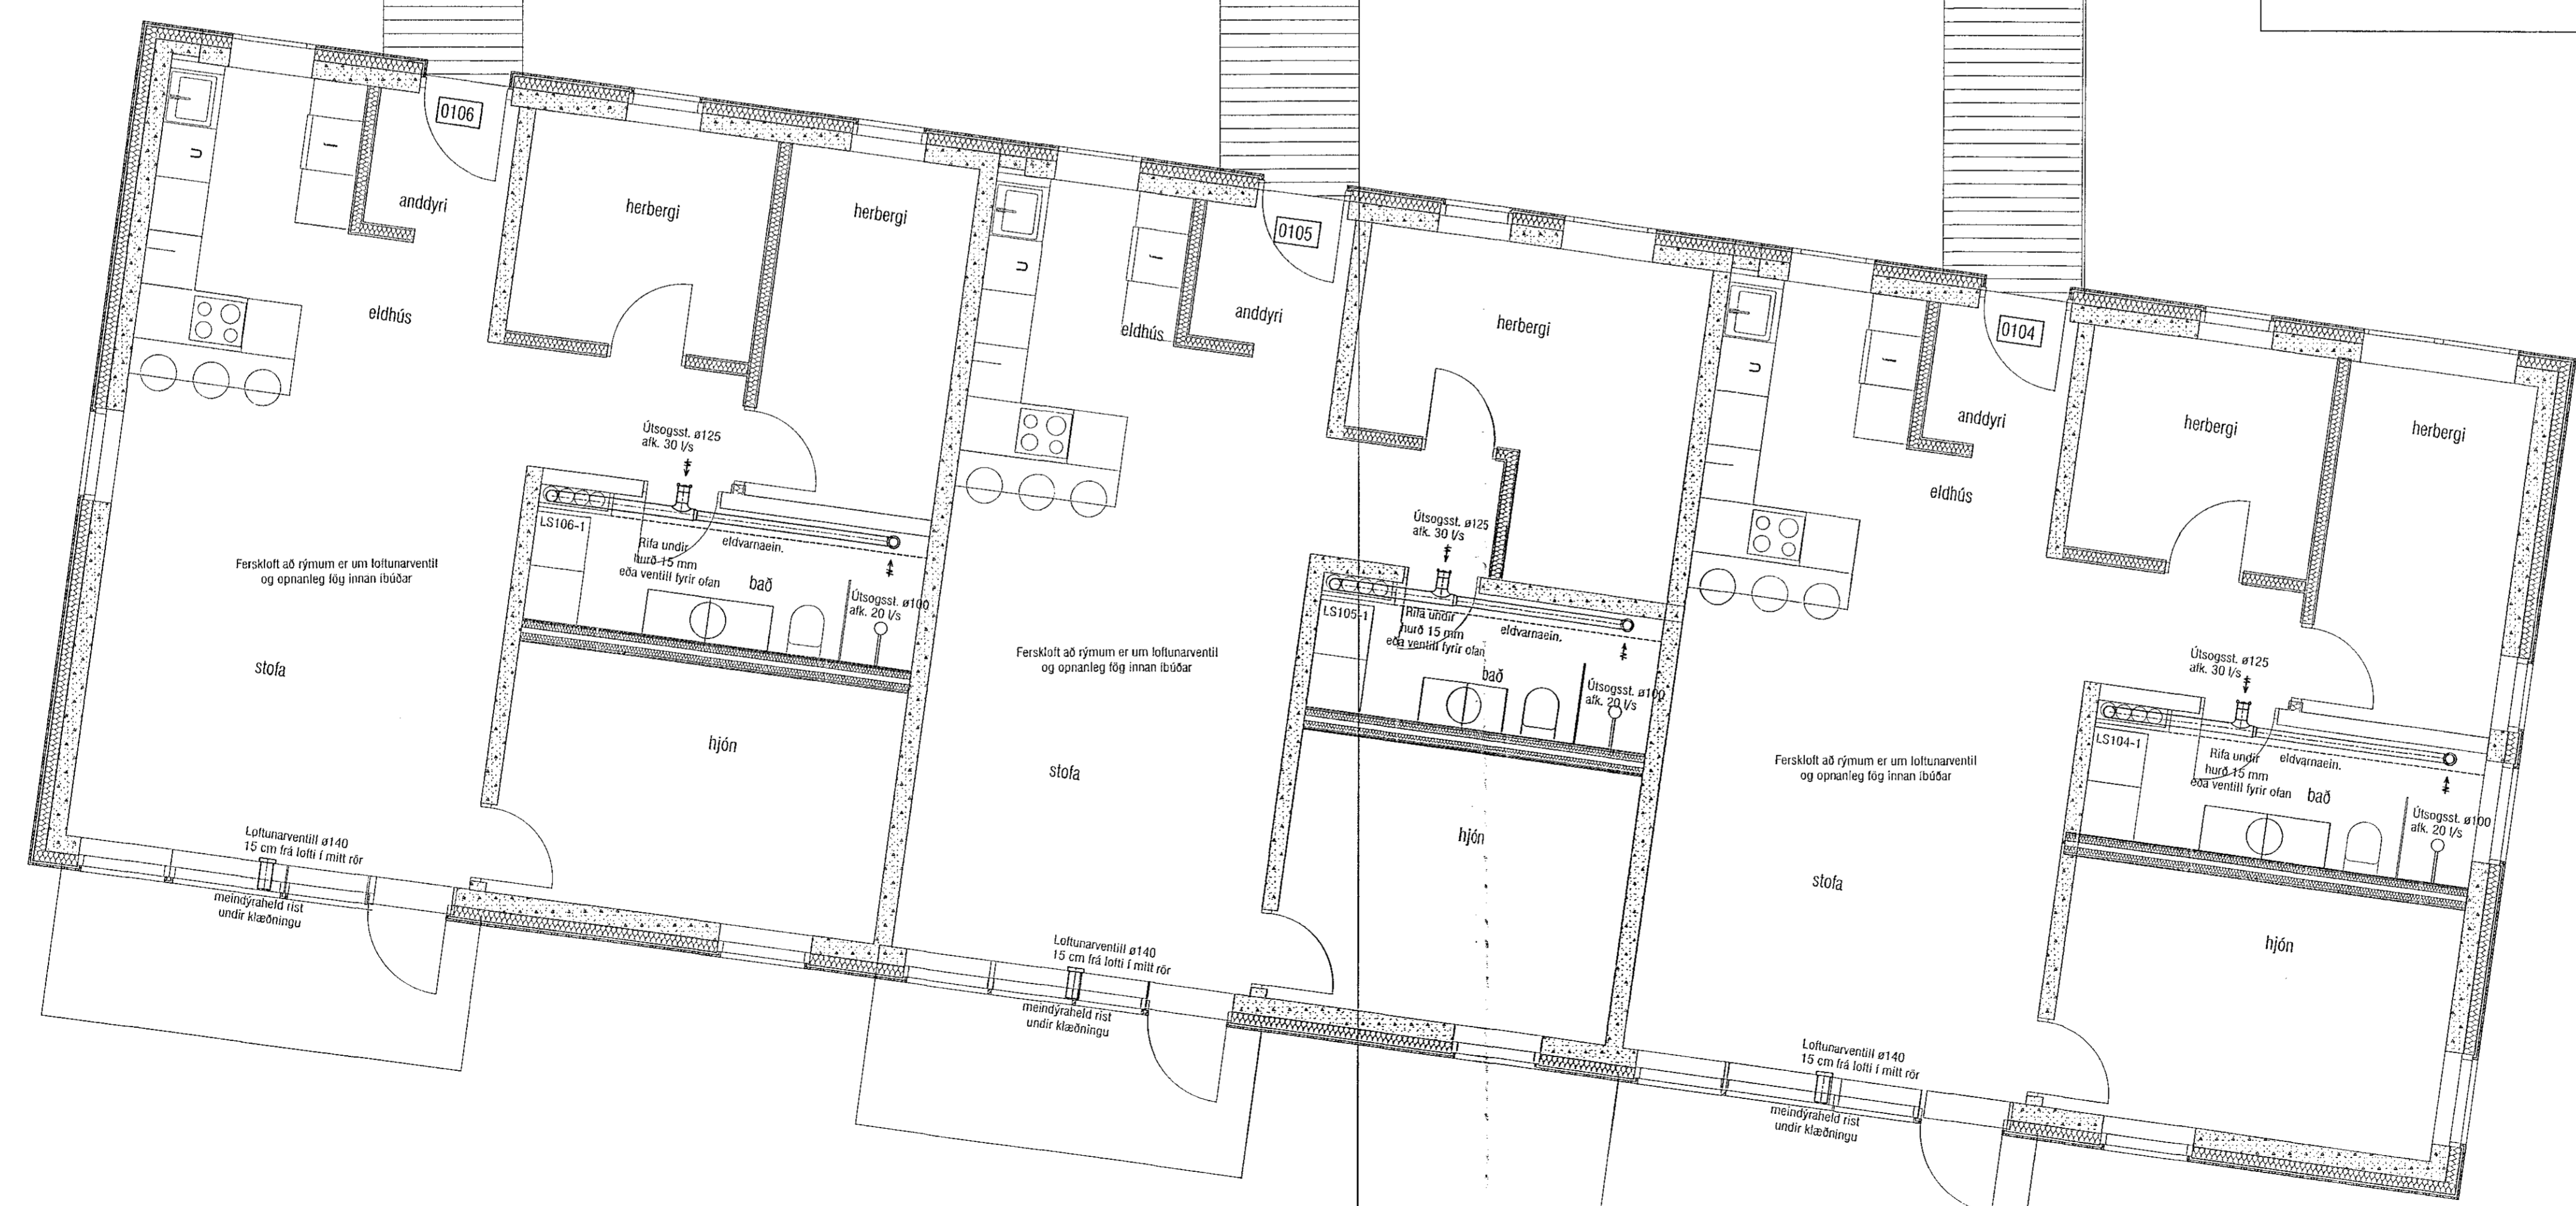 0106
anddyri
herbergi
herbergi
U
I
eldhús
Útsogsst. ø125
afk. 30 l/s
LS106-1
Rifa undir
hurð 15 mm
eða ventill fyrir ofan
eldvarnaein.
bað
Útsogsst. ø100
afk. 20 l/s
Ferskloft að rýmum er um loftunarventil
og opnanleg fög innan íbúðar
stofa
hjón
Loftunarventill ø140
15 cm frá lofti í mitt rör
meindýraheld rist
undir klæðningu
0105
anddyri
herbergi
U
I
eldhús
Útsogsst. ø125
afk. 30 l/s
LS105-1
Rifa undir
hurð 15 mm
eða ventill fyrir ofan
eldvarnaein.
bað
Útsogsst. ø100
afk. 20 l/s
Ferskloft að rýmum er um loftunarventil
og opnanleg fög innan íbúðar
stofa
hjón
Loftunarventill ø140
15 cm frá lofti í mitt rör
meindýraheld rist
undir klæðningu
0104
anddyri
herbergi
herbergi
U
I
eldhús
Útsogsst. ø125
afk. 30 l/s
LS104-1
Rifa undir
hurð 15 mm
eða ventill fyrir ofan
eldvarnaein.
bað
Útsogsst. ø100
afk. 20 l/s
Ferskloft að rýmum er um loftunarventil
og opnanleg fög innan íbúðar
stofa
hjón
Loftunarventill ø140
15 cm frá lofti í mitt rör
meindýraheld rist
undir klæðningu